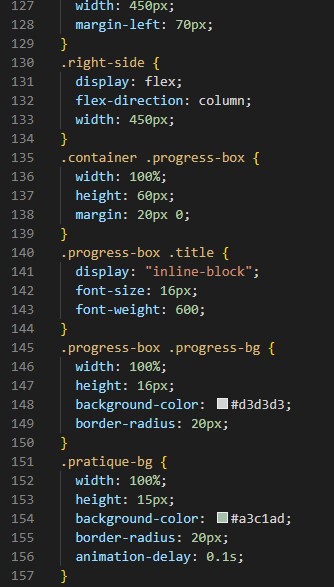 127 width: 450px;
128 margin-left: 70px;
129 }
130 .right-side {
131 display: flex;
132 flex-direction: column;
133 width: 450px;
134 }
135 .container .progress-box {
136 width: 100%;
137 height: 60px;
138 margin: 20px 0;
139 }
140 .progress-box .title {
141 display: "inline-block";
142 font-size: 16px;
143 font-weight: 600;
144 }
145 .progress-box .progress-bg {
146 width: 100%;
147 height: 16px;
148 background-color: #d3d3d3;
149 border-radius: 20px;
150 }
151 .pratique-bg {
152 width: 100%;
153 height: 15px;
154 background-color: #a3c1ad;
155 border-radius: 20px;
156 animation-delay: 0.1s;
157 }